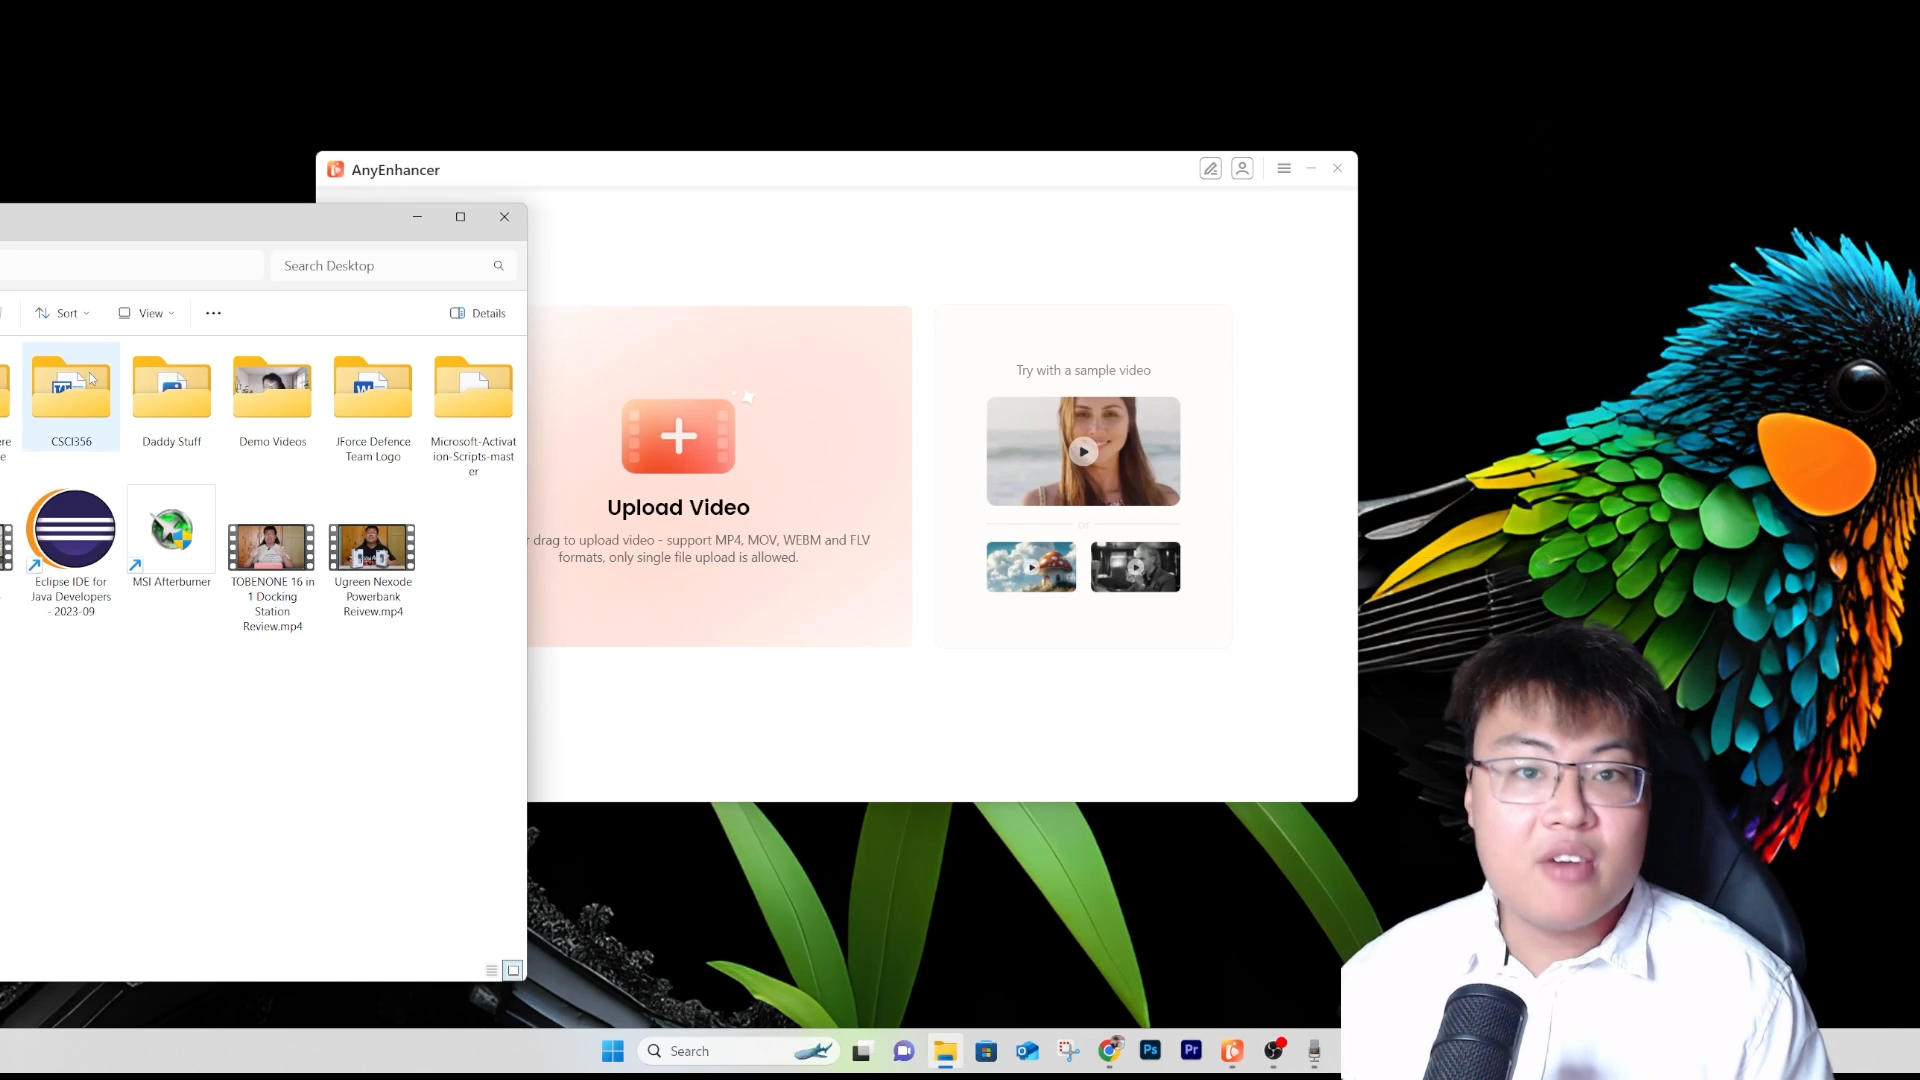 AnyEnhancer
Search Desktop
Sort
View
Details
CSCI356
Daddy Stuff
Demo Videos
JForce Defence
Team Logo
Microsoft-Activat
ion-Scripts-mast
er
Eclipse IDE for
Java Developers
- 2023-09
MSI Afterburner
TOBENONE 16 in
1 Docking
Station
Review.mp4
Ugreen Nexode
Powerbank
Reivew.mp4
Upload Video
drag to upload video - support MP4, MOV, WEBM and FLV
formats, only single file upload is allowed.
Try with a sample video
or
Search
Ps
Pr